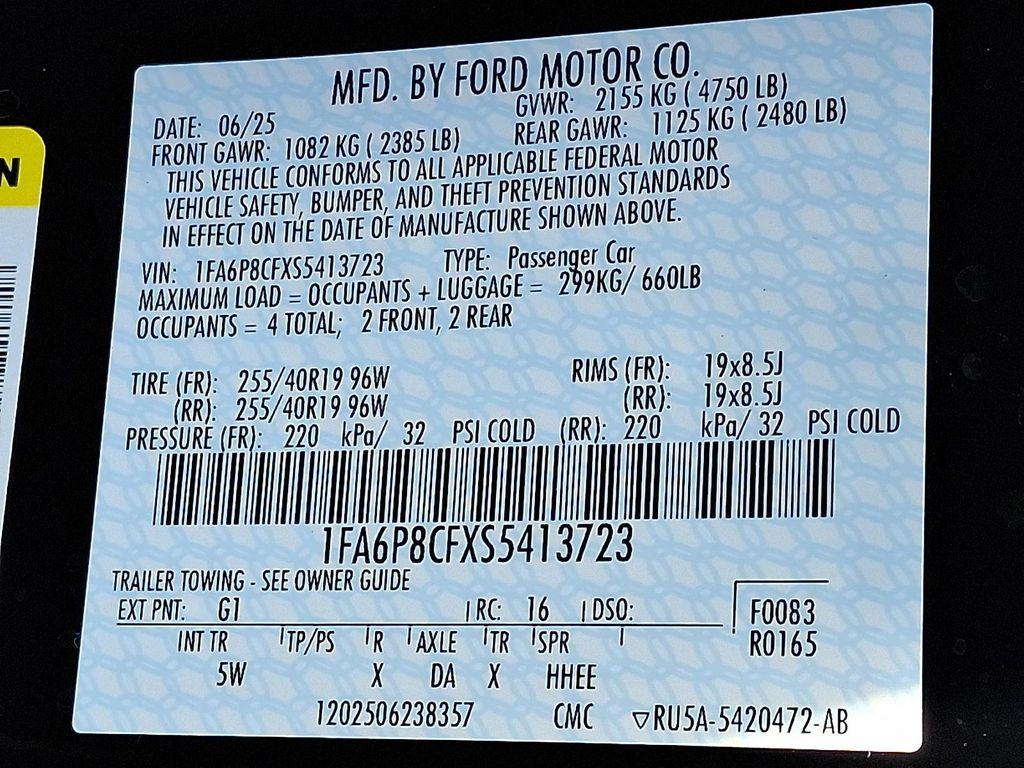 MFD. BY FORD MOTOR CO.
DATE: 06/25 GVWR: 2155 KG ( 4750 LB)
FRONT GAWR: 1082 KG ( 2385 LB) REAR GAWR: 1125 KG ( 2480 LB)
THIS VEHICLE CONFORMS TO ALL APPLICABLE FEDERAL MOTOR
VEHICLE SAFETY, BUMPER, AND THEFT PREVENTION STANDARDS
IN EFFECT ON THE DATE OF MANUFACTURE SHOWN ABOVE.
VIN: 1FA6P8CFXS5413723 TYPE: Passenger Car
MAXIMUM LOAD = OCCUPANTS + LUGGAGE = 299KG/ 660LB
OCCUPANTS = 4 TOTAL; 2 FRONT, 2 REAR
TIRE (FR): 255/40R19 96W RIMS (FR): 19x8.5J
(RR): 255/40R19 96W (RR): 19x8.5J
PRESSURE (FR): 220 kPa/ 32 PSI COLD (RR): 220 kPa/ 32 PSI COLD
1FA6P8CFXS5413723
TRAILER TOWING - SEE OWNER GUIDE
EXT PNT: G1 RC: 16 DSO: F0083
INT TR TP/PS R AXLE TR SPR R0165
5W X DA X HHEE
1202506238357 CMC ▽RU5A-5420472-AB
N